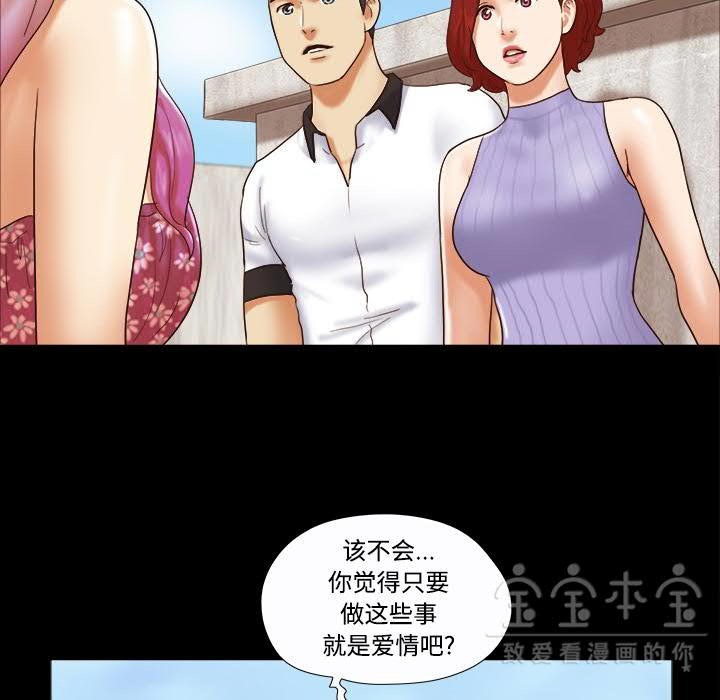 该不会...
你觉得只要
做这些事
就是爱情吧?
宝宝本宝
致爱看漫画的你